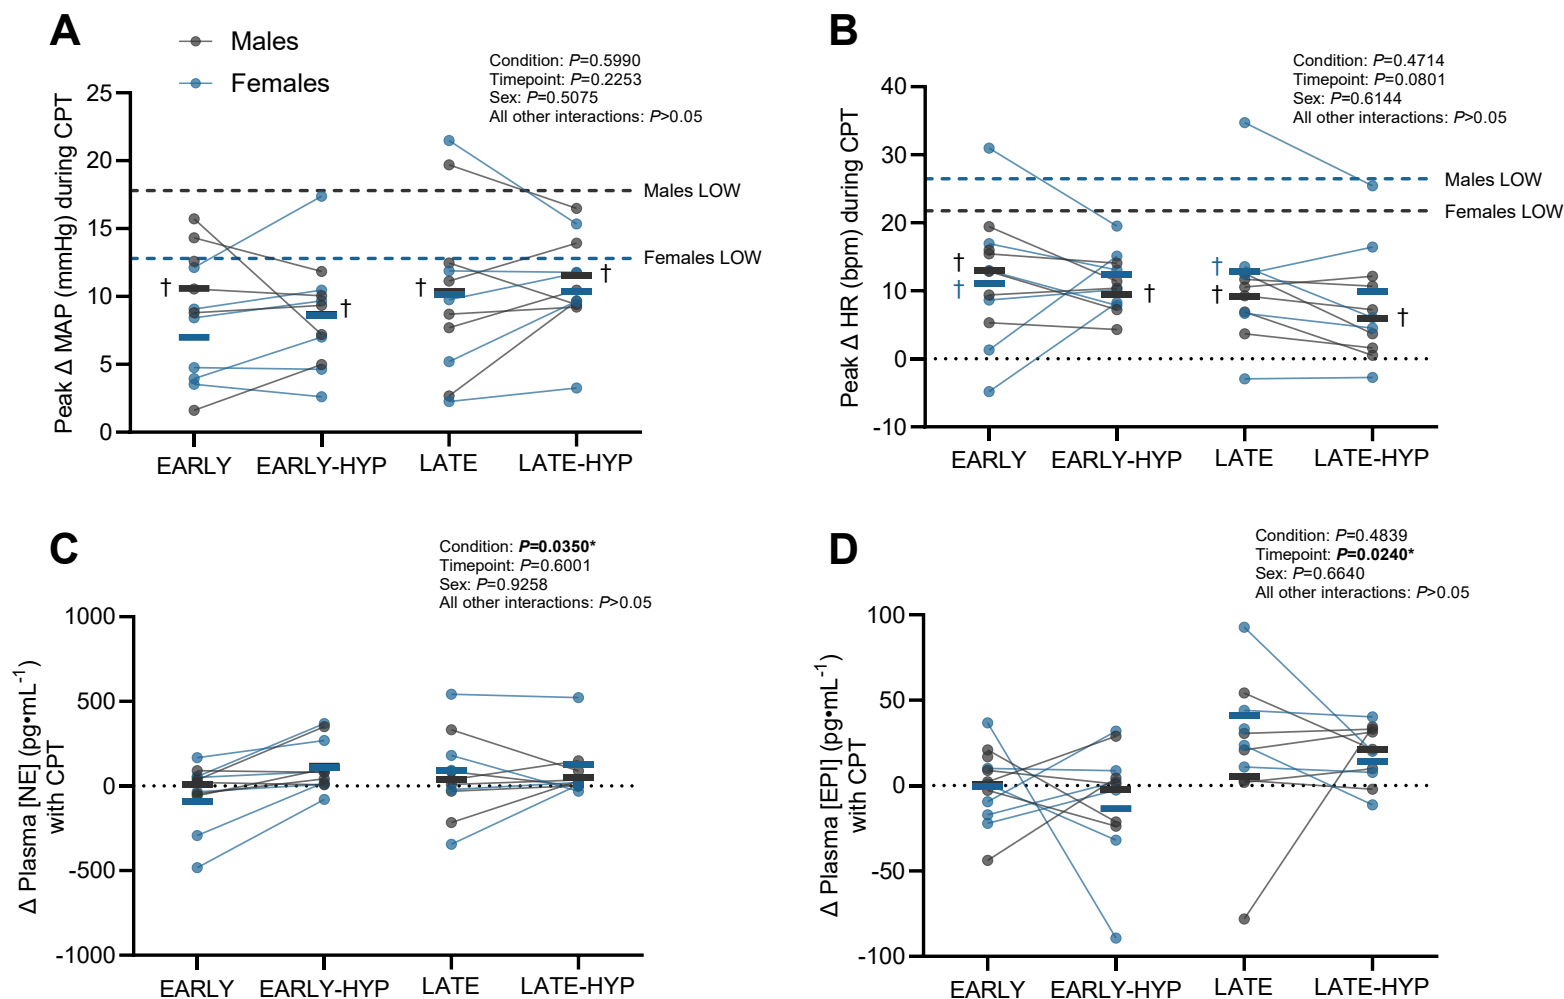 A
Males
Females
Condition: P=0.5990
Timepoint: P=0.2253
Sex: P=0.5075
All other interactions: P>0.05
Peak Δ MAP (mmHg) during CPT
25
20
15
10
5
0
Males LOW
Females LOW
†
†
†
†
EARLY
EARLY-HYP
LATE
LATE-HYP
B
Condition: P=0.4714
Timepoint: P=0.0801
Sex: P=0.6144
All other interactions: P>0.05
Peak Δ HR (bpm) during CPT
40
30
20
10
0
-10
Males LOW
Females LOW
†
†
†
†
†
†
EARLY
EARLY-HYP
LATE
LATE-HYP
C
Condition: P=0.0350*
Timepoint: P=0.6001
Sex: P=0.9258
All other interactions: P>0.05
Δ Plasma [NE] (pg•mL⁻¹)
with CPT
1000
500
0
-500
-1000
EARLY
EARLY-HYP
LATE
LATE-HYP
D
Condition: P=0.4839
Timepoint: P=0.0240*
Sex: P=0.6640
All other interactions: P>0.05
Δ Plasma [EPI] (pg•mL⁻¹)
with CPT
100
50
0
-50
-100
EARLY
EARLY-HYP
LATE
LATE-HYP